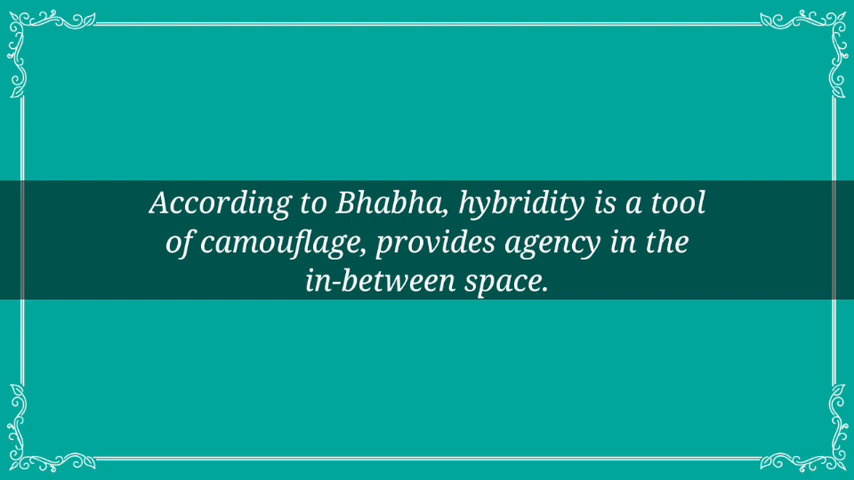 According to Bhabha, hybridity is a tool
of camouflage, provides agency in the
in-between space.